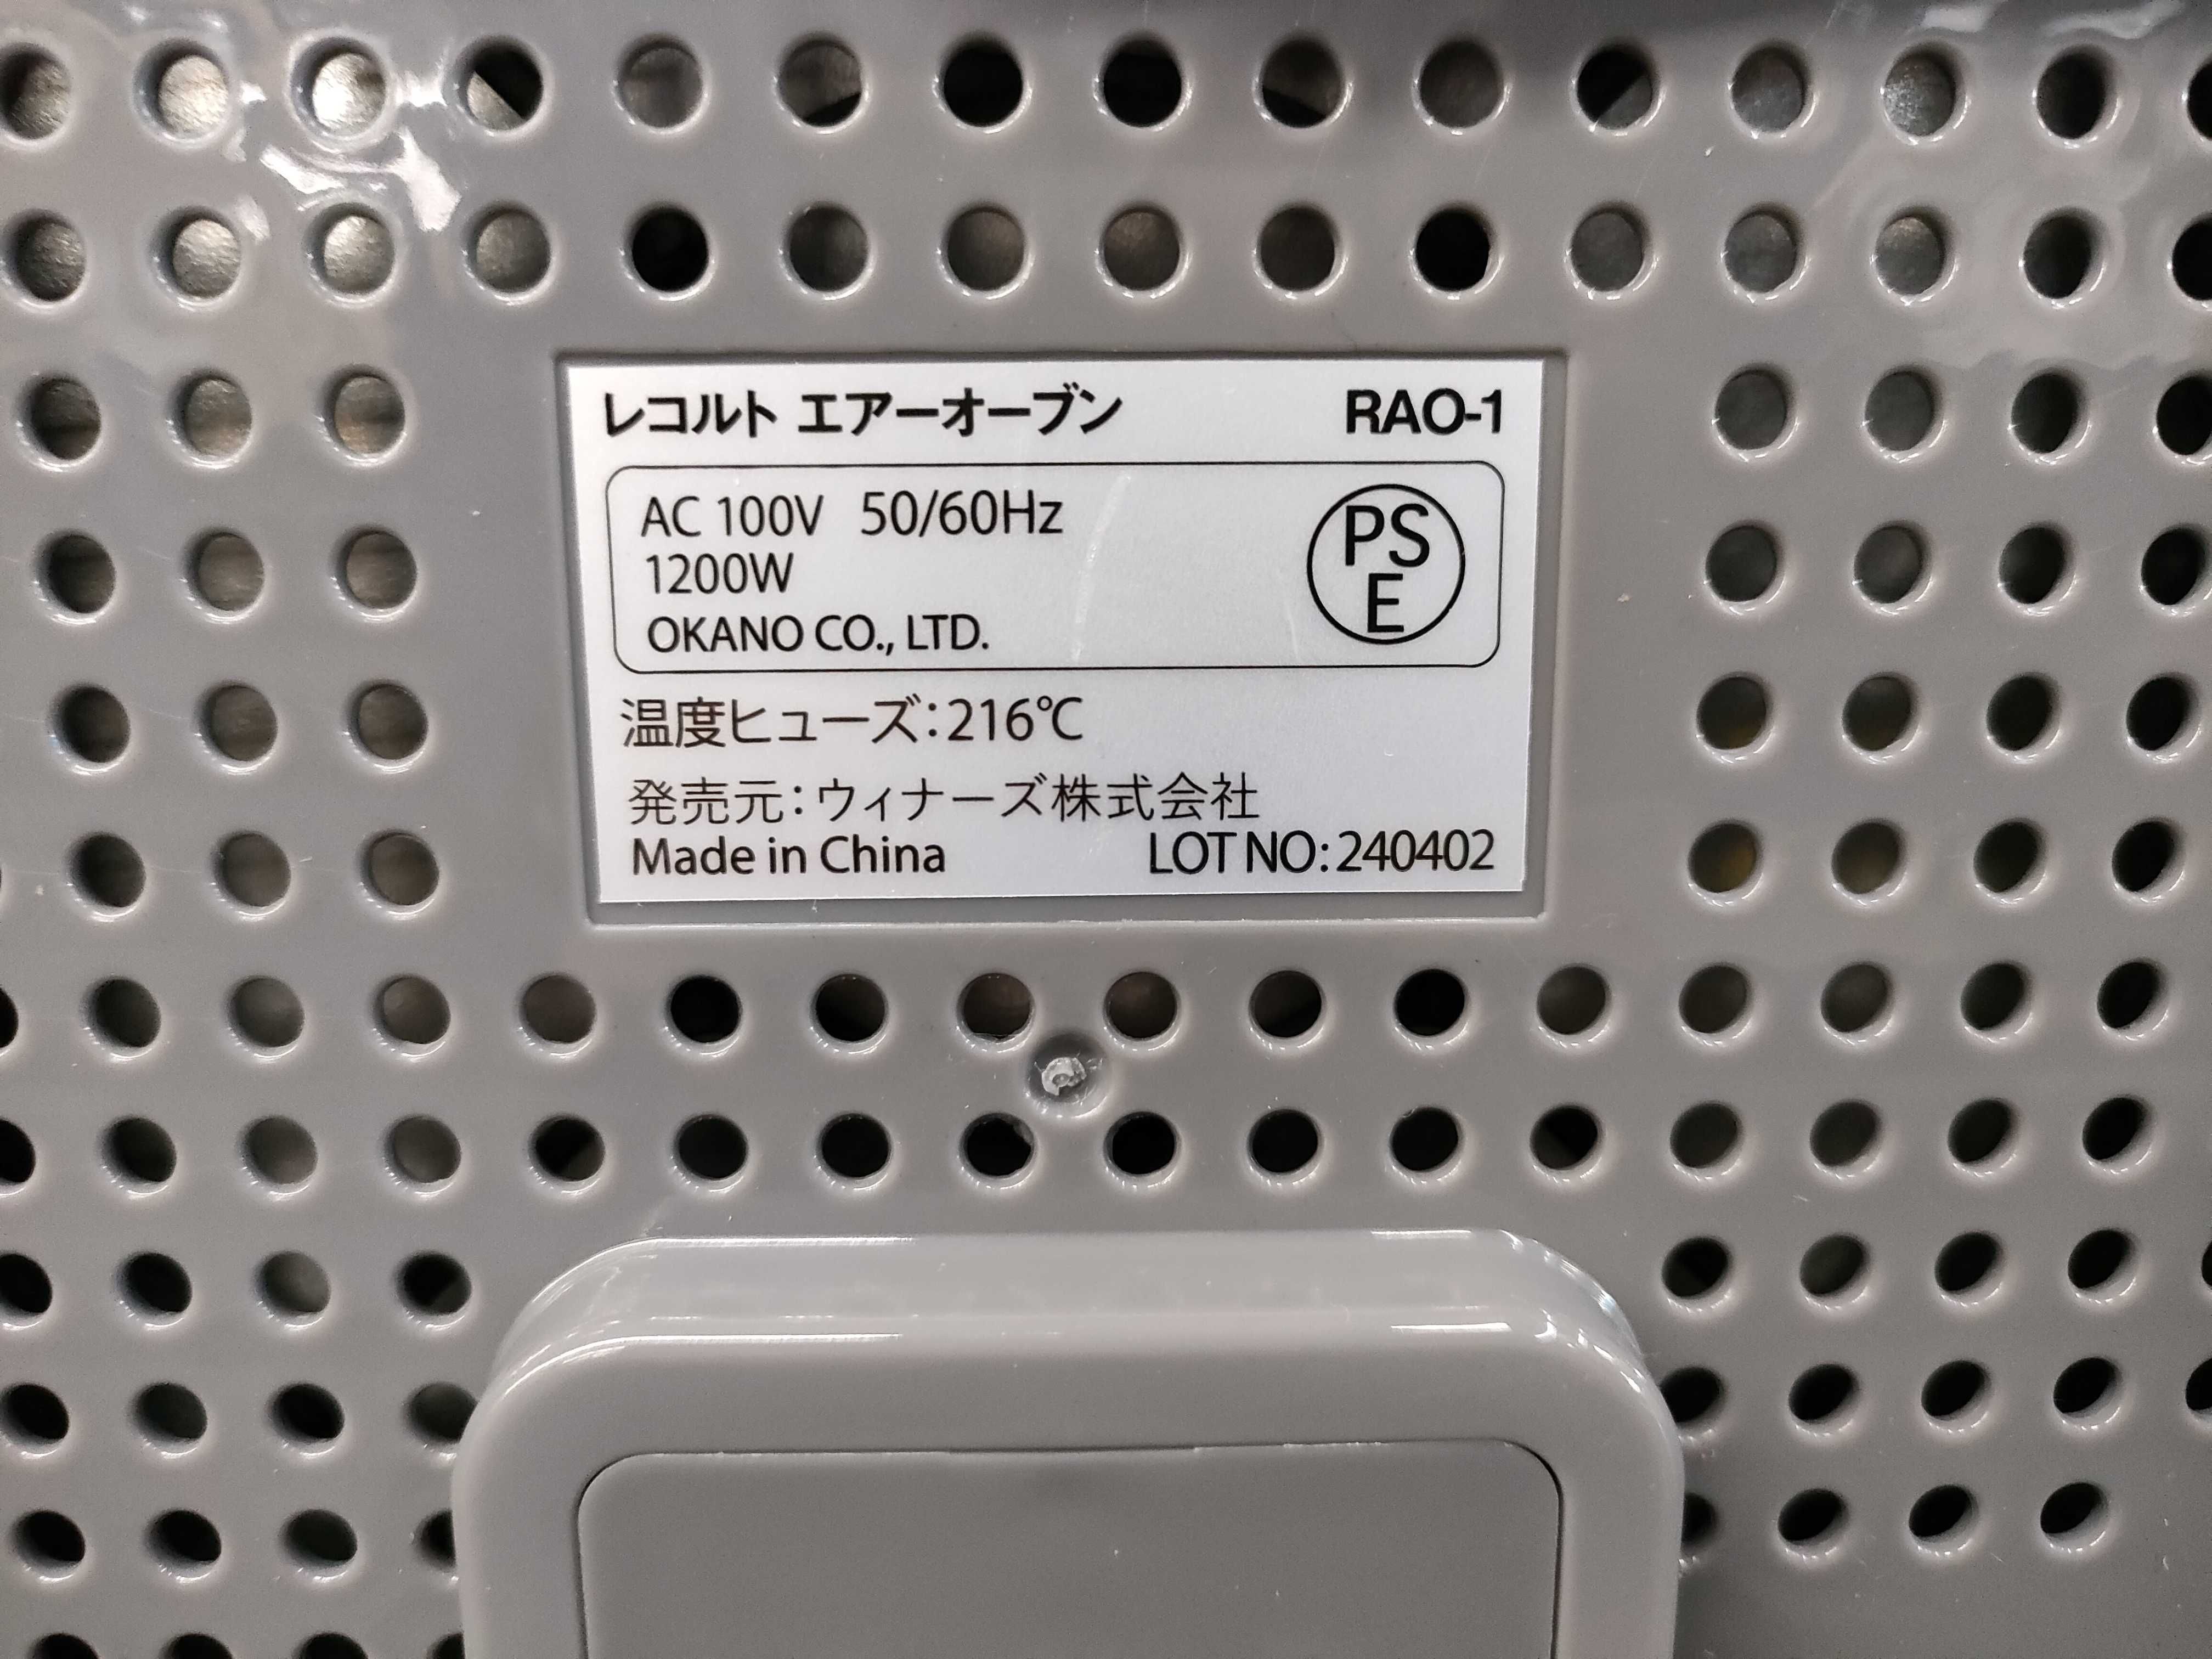 レコルト エアーオーブン RAO-1
AC 100V 50/60Hz
1200W
OKANO CO., LTD.
PS
E
温度ヒューズ:216℃
発売元:ウィナーズ株式会社
Made in China LOT NO:240402